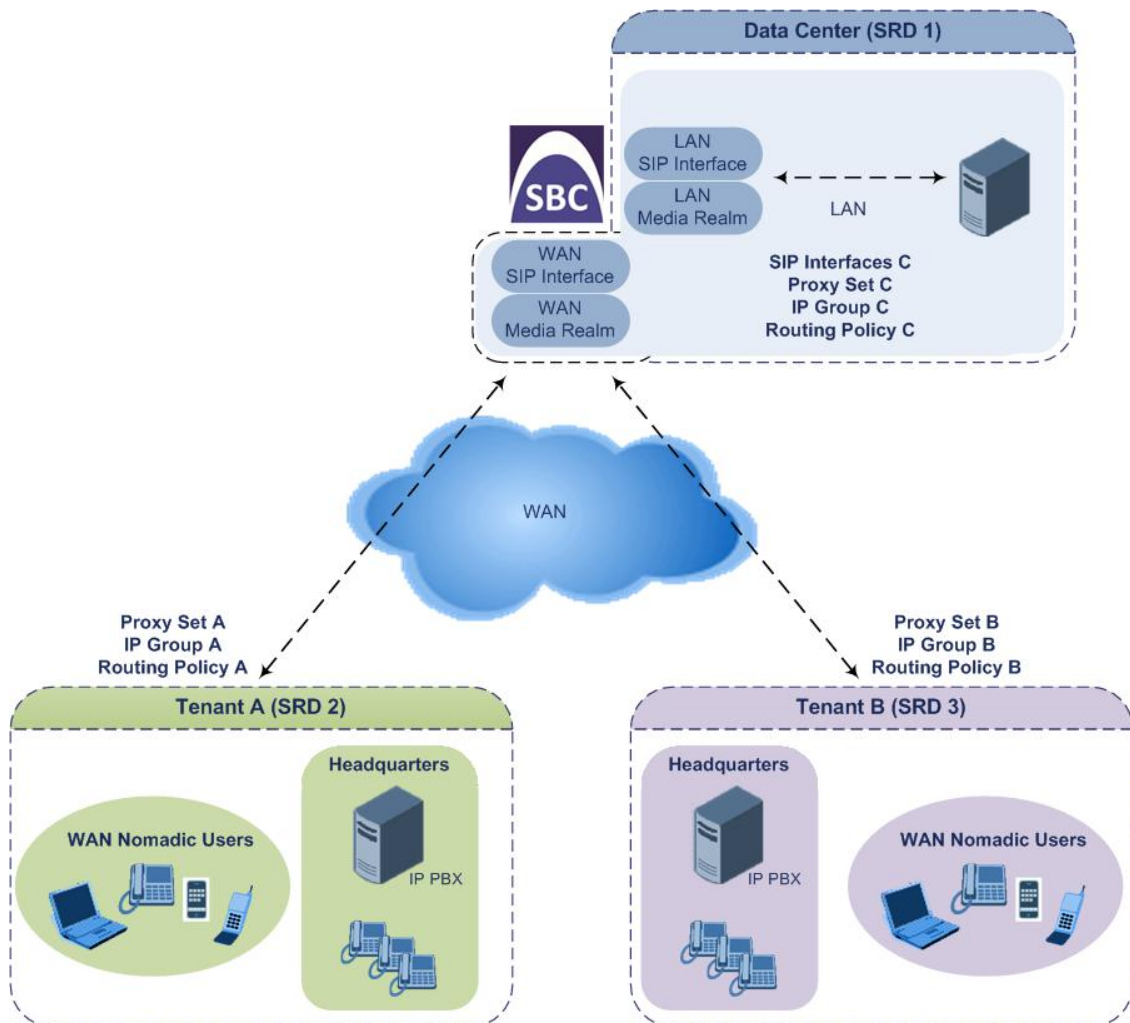 Data Center (SRD 1)
SBC
LAN
SIP Interface
LAN
Media Realm
LAN
WAN
SIP Interface
WAN
Media Realm
SIP Interfaces C
Proxy Set C
IP Group C
Routing Policy C
WAN
Proxy Set A
IP Group A
Routing Policy A
Proxy Set B
IP Group B
Routing Policy B
Tenant A (SRD 2)
WAN Nomadic Users
Headquarters
IP PBX
Tenant B (SRD 3)
Headquarters
IP PBX
WAN Nomadic Users